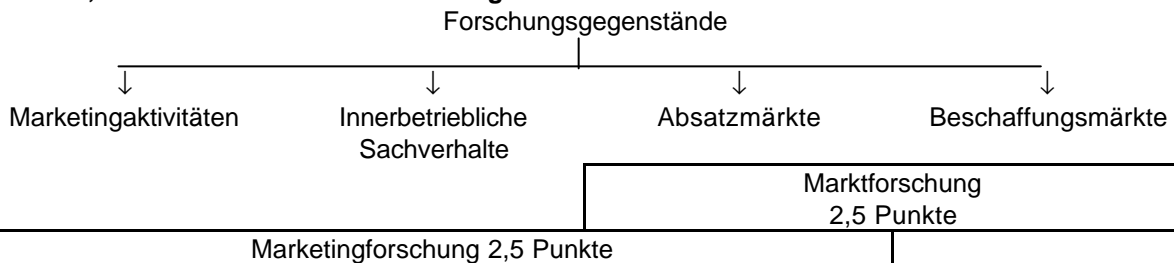 Forschungsgegenstände
Marketingaktivitäten
Innerbetriebliche
Sachverhalte
Absatzmärkte
Beschaffungsmärkte
Marktforschung
2,5 Punkte
Marketingforschung 2,5 Punkte